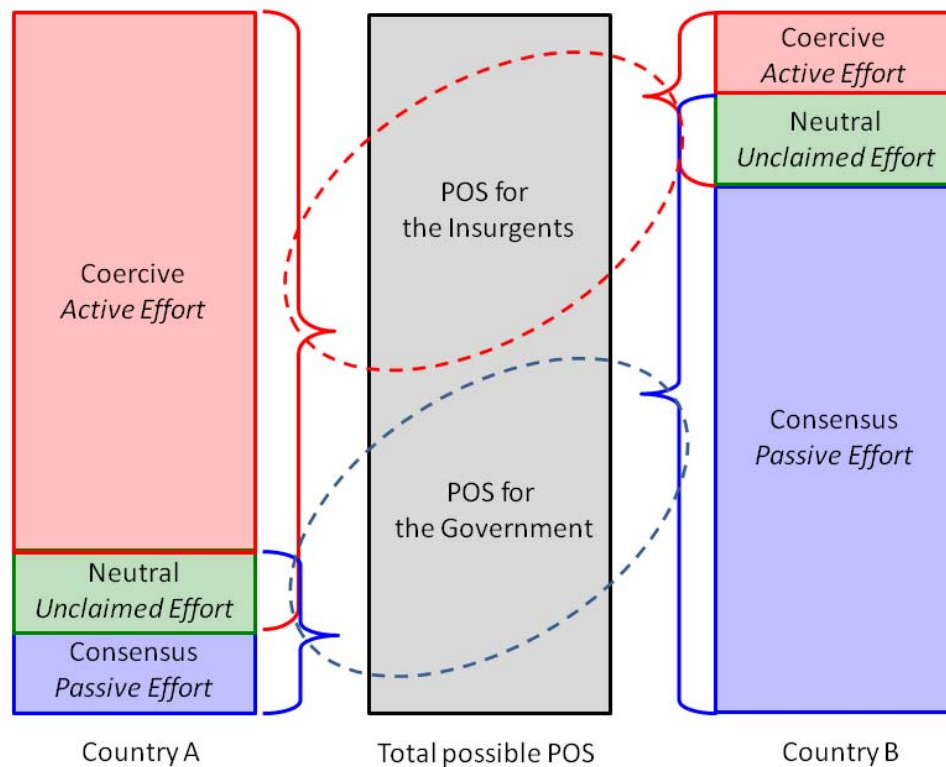 Coercive
Active Effort
Neutral
Unclaimed Effort
Consensus
Passive Effort
Country A
POS for
the Insurgents
POS for
the Government
Total possible POS
Coercive
Active Effort
Neutral
Unclaimed Effort
Consensus
Passive Effort
Country B